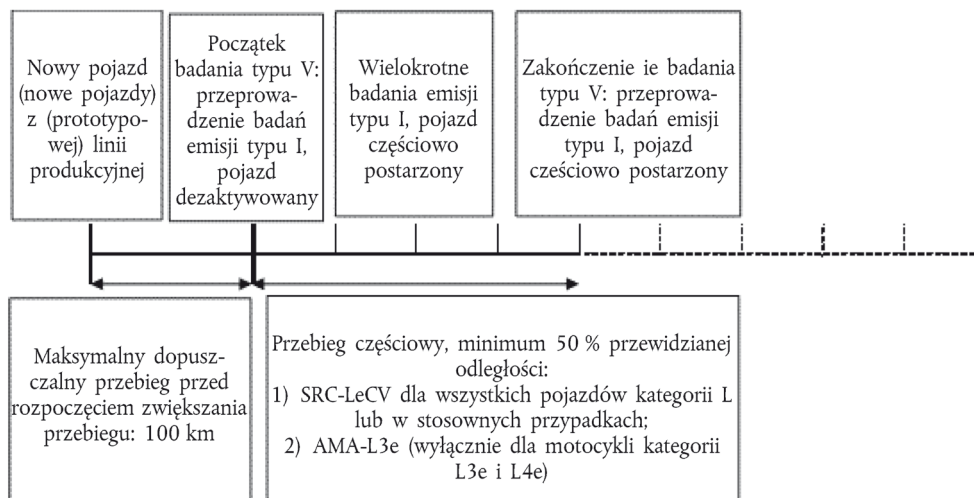 Nowy pojazd
(nowe pojazdy)
z (prototypo-
wej) linii
produkcyjnej
Początek
badania typu V:
przeprowa-
dzenie badań
emisji typu I,
pojazd
dezaktywowany
Wielokrotne
badania emisji
typu I, pojazd
częściowo
postarzony
Zakończenie ie badania
typu V: przeprowa-
dzenie badań emisji
typu I, pojazd
cześciowo postarzony
Maksymalny dopusz-
czalny przebieg przed
rozpoczęciem zwiększania
przebiegu: 100 km
Przebieg częściowy, minimum 50 % przewidzianej
odległości:
1) SRC-LeCV dla wszystkich pojazdów kategorii L
lub w stosownych przypadkach;
2) AMA-L3e (wyłącznie dla motocykli kategorii
L3e i L4e)